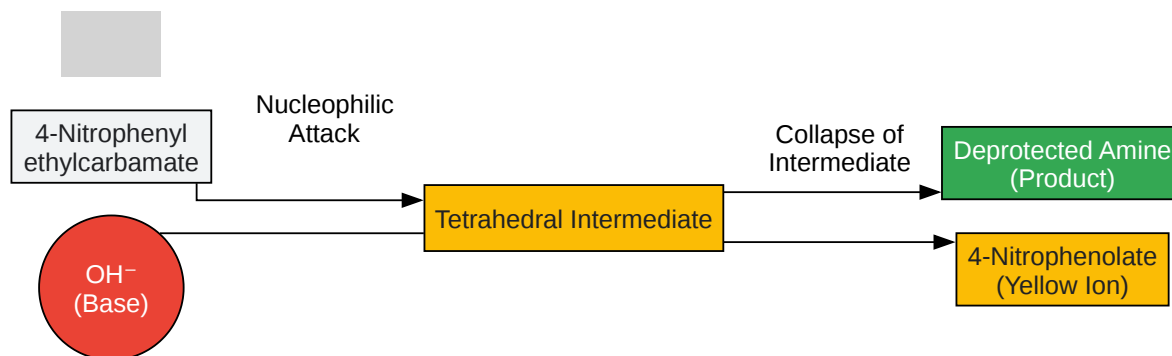 4-Nitrophenyl
ethylcarbamate
Nucleophilic
Attack
OH⁻
(Base)
Tetrahedral Intermediate
Collapse of
Intermediate
Deprotected Amine
(Product)
4-Nitrophenolate
(Yellow Ion)